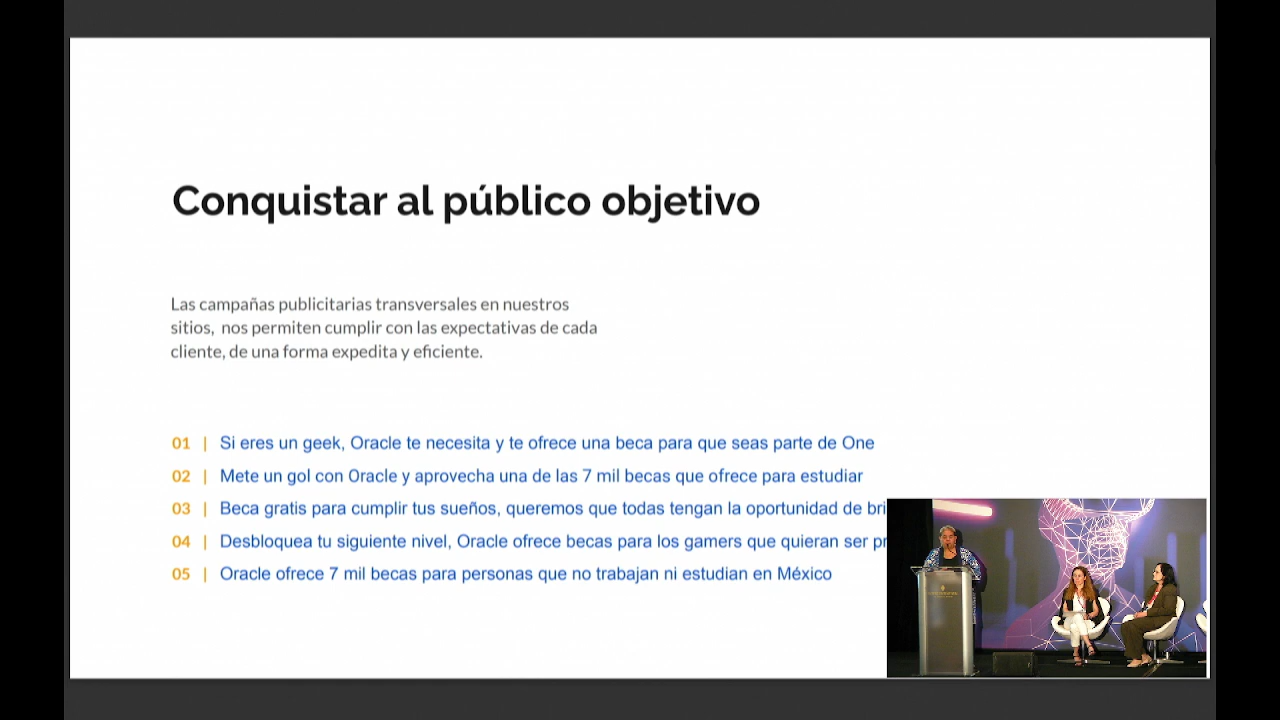 Conquistar al público objetivo
Las campañas publicitarias transversales en nuestros
sitios, nos permiten cumplir con las expectativas de cada
cliente, de una forma expedita y eficiente.
01 | Si eres un geek, Oracle te necesita y te ofrece una beca para que seas parte de One
02 | Mete un gol con Oracle y aprovecha una de las 7 mil becas que ofrece para estudiar
03 | Beca gratis para cumplir tus sueños, queremos que todas tengan la oportunidad de bri
04 | Desbloquea tu siguiente nivel, Oracle ofrece becas para los gamers que quieran ser pr
05 | Oracle ofrece 7 mil becas para personas que no trabajan ni estudian en México